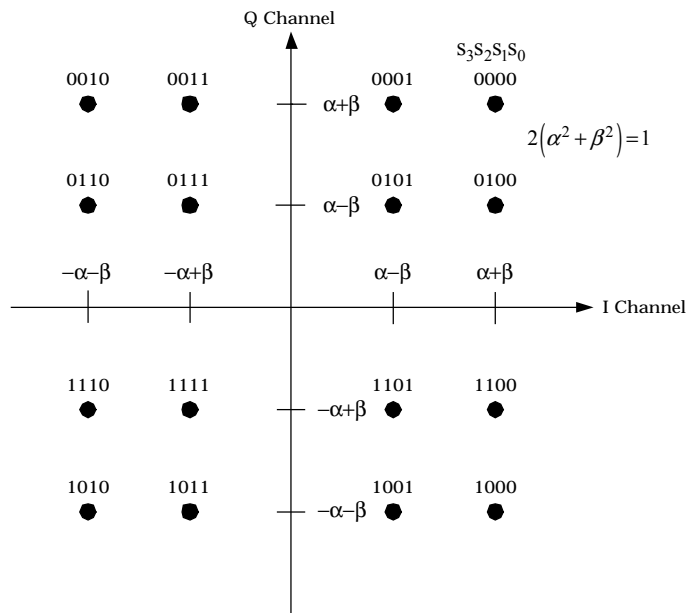 Q Channel
S₃S₂S₁S₀
0010 0011 0001 0000
α+β
2(α² + β²) = 1
0110 0111 0101 0100
α−β
−α−β −α+β α−β α+β
I Channel
1110 1111 1101 1100
−α+β
1010 1011 1001 1000
−α−β